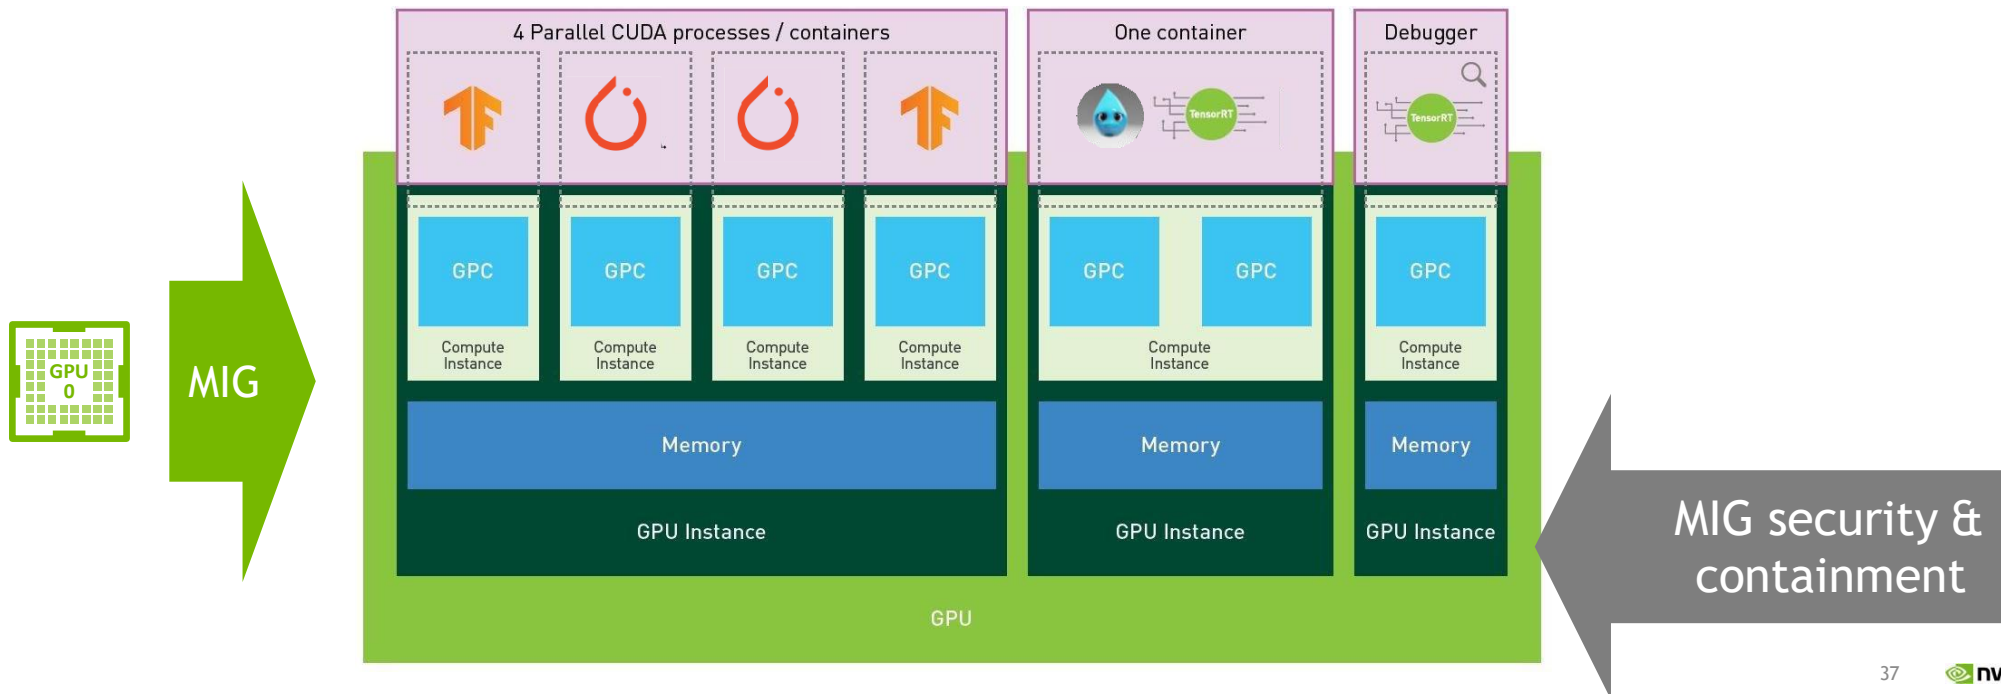 4 Parallel CUDA processes / containers
One container
Debugger
TensorRT
TensorRT
GPC
GPC
GPC
GPC
GPC
GPC
GPC
Compute
Instance
Compute
Instance
Compute
Instance
Compute
Instance
Compute
Instance
Compute
Instance
GPU
0
MIG
Memory
Memory
Memory
GPU Instance
GPU Instance
GPU Instance
MIG security &
containment
GPU
37